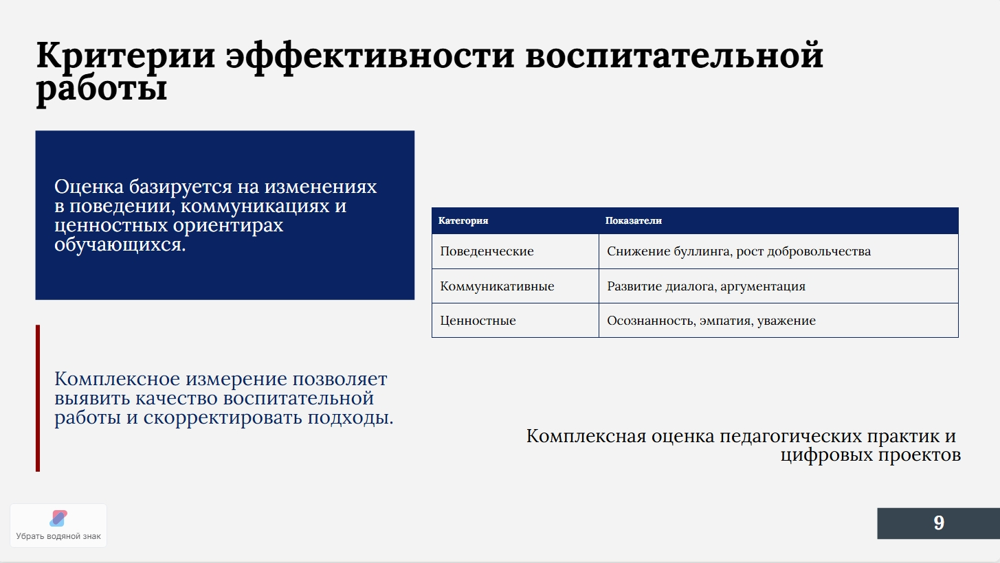 Критерии эффективности воспитательной
работы
Оценка базируется на изменениях
в поведении, коммуникациях и
ценностных ориентирах
обучающихся.
Категория Показатели
Поведенческие Снижение буллинга, рост добровольчества
Коммуникативные Развитие диалога, аргументация
Ценностные Осознанность, эмпатия, уважение
Комплексное измерение позволяет
выявить качество воспитательной
работы и скорректировать подходы.
Комплексная оценка педагогических практик и
цифровых проектов
Убрать водяной знак
9